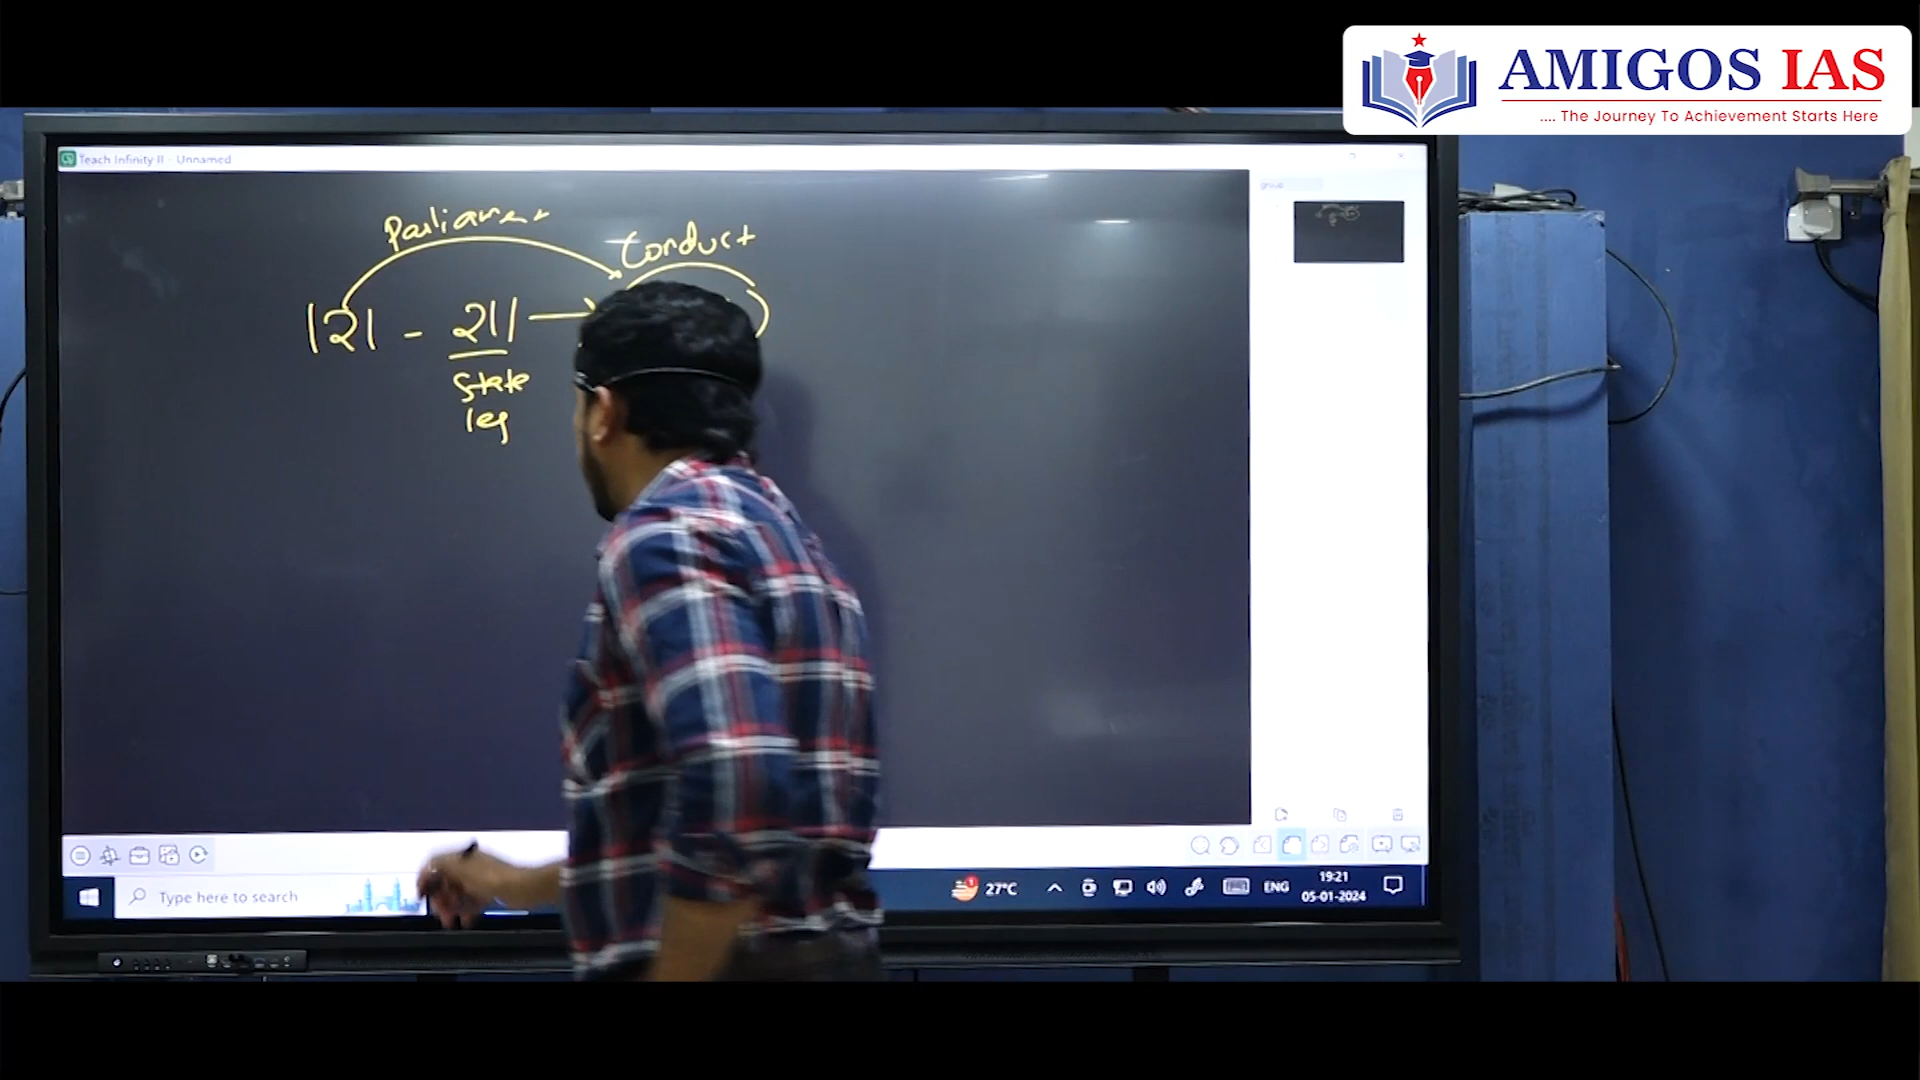 AMIGOS IAS
.... The Journey To Achievement Starts Here
Teach Infinity II - Unnamed
group
Conduct
121 - 211
State
leg
Type here to search
27°C
ENG
19:21
05-01-2024